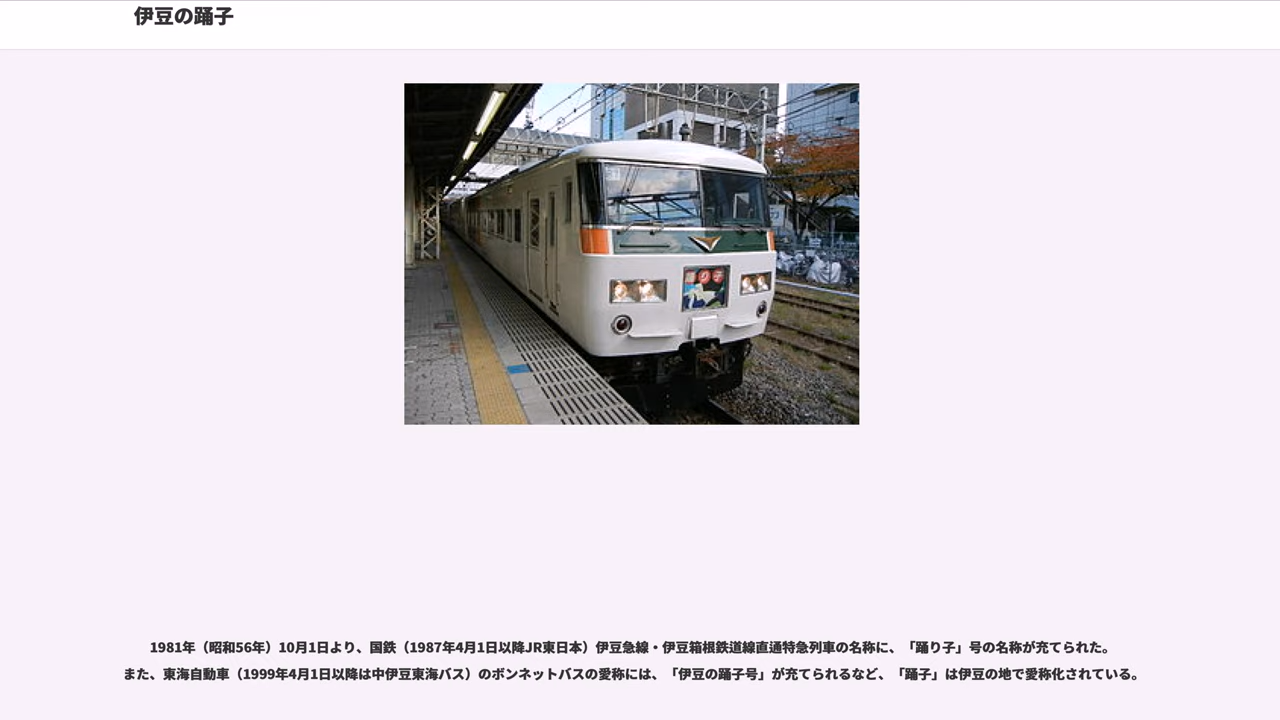 伊豆の踊子
踊り子
1981年（昭和56年）10月1日より、国鉄（1987年4月1日以降JR東日本）伊豆急線・伊豆箱根鉄道線直通特急列車の名称に、「踊り子」号の名称が充てられた。
また、東海自動車（1999年4月1日以降は中伊豆東海バス）のボンネットバスの愛称には、「伊豆の踊子号」が充てられるなど、「踊子」は伊豆の地で愛称化されている。